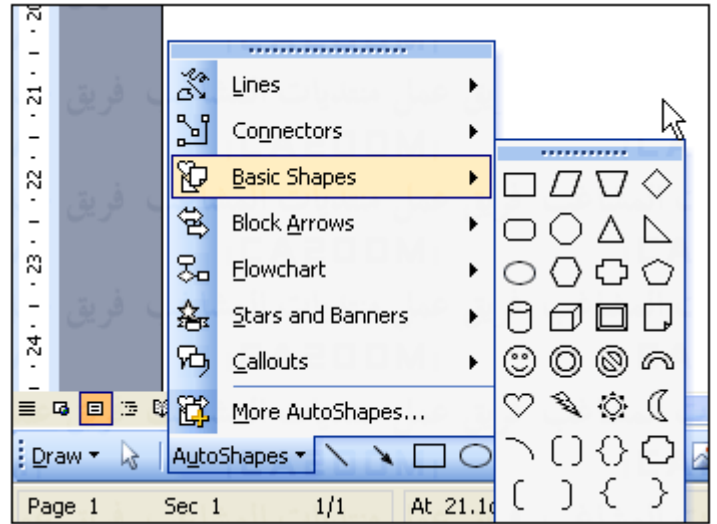 20
21
22
23
24
Lines
Connectors
Basic Shapes
Block Arrows
Flowchart
Stars and Banners
Callouts
More AutoShapes...
Draw
AutoShapes
Page 1 Sec 1 1/1 At 21.1